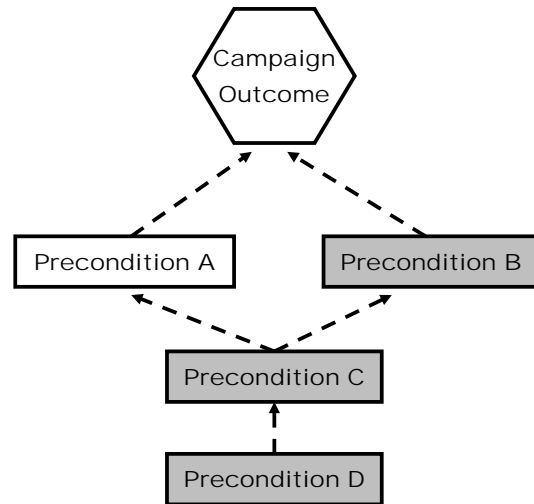 Campaign
Outcome
Precondition A
Precondition B
Precondition C
Precondition D